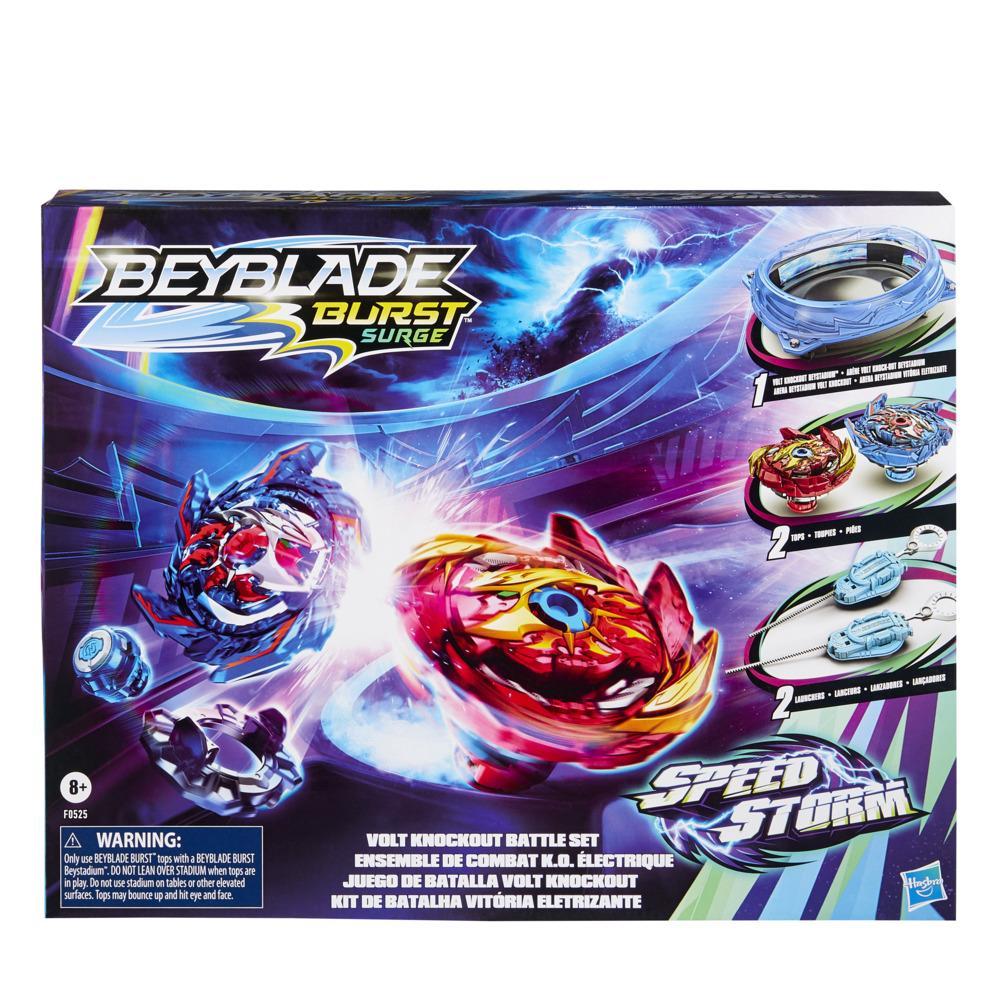 BEYBLADE
BURST™
SURGE
1 VOLT KNOCKOUT BEYSTADIUM™ • ARÈNE VOLT KNOCK-OUT BEYSTADIUM
ARENA BEYSTADIUM VOLT KNOCKOUT • ARENA BEYSTADIUM VITÓRIA ELETRIZANTE
2 TOPS • TOUPIES • PIÕES
2 LAUNCHERS • LANCEURS • LANZADORES • LANÇADORES
SPEED
STORM
8+
F0525
WARNING:
Only use BEYBLADE BURST™ tops with a BEYBLADE BURST
Beystadium™. DO NOT LEAN OVER STADIUM when tops are
in play. Do not use stadium on tables or other elevated
surfaces. Tops may bounce up and hit eye and face.
VOLT KNOCKOUT BATTLE SET
ENSEMBLE DE COMBAT K.O. ÉLECTRIQUE
JUEGO DE BATALLA VOLT KNOCKOUT
KIT DE BATALHA VITÓRIA ELETRIZANTE
Hasbro